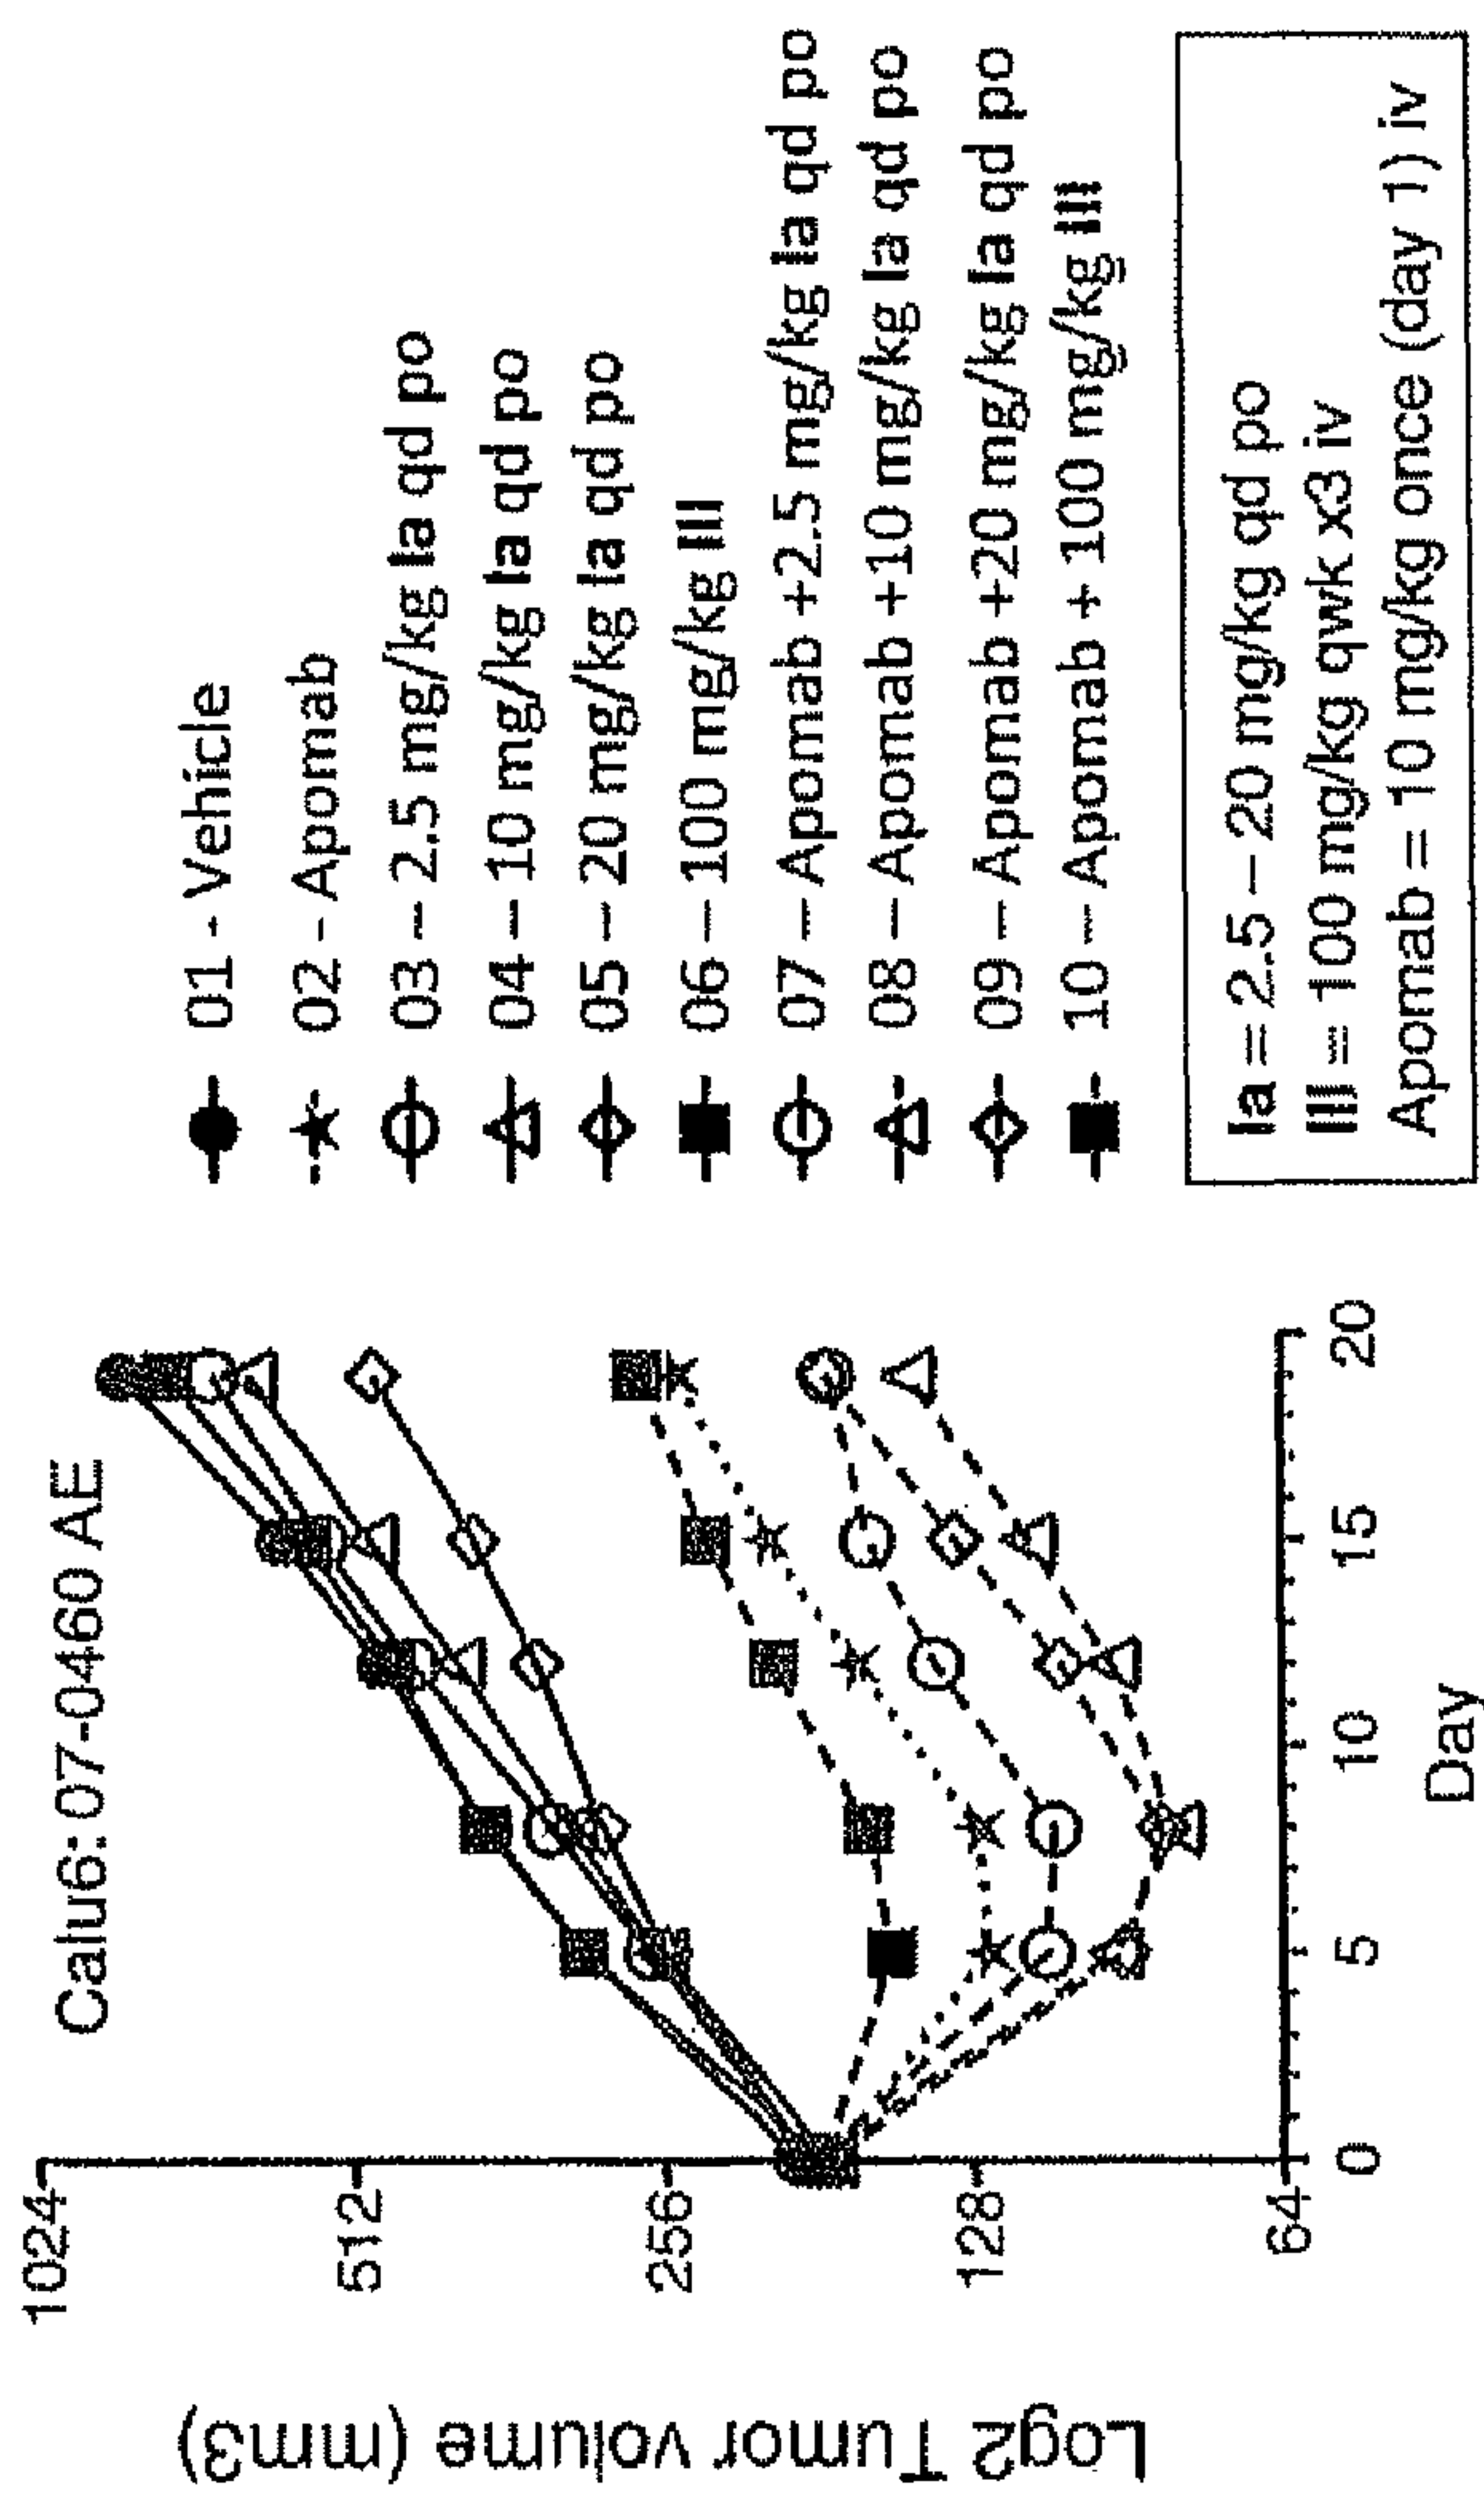 Calu6: 07-0460 AE
Log2 Tumor volume (mm3)
1024
512
256
128
64
0
5
10
15
20
Day
01 - Vehicle
02 - Apomab
03 - 2.5 mg/kg Ia qd po
04 - 10 mg/kg Ia qd po
05 - 20 mg/kg Ia qd po
06 - 100 mg/kg III
07 - Apomab +2.5 mg/kg Ia qd po
08 - Apomab +10 mg/kg Ia qd po
09 - Apomab +20 mg/kg Ia qd po
10 - Apomab + 100 mg/kg III
Ia = 2.5 - 20 mg/kg qd po
III = 100 mg/kg qwk x3 iv
Apomab = 10 mg/kg once (day 1) iv